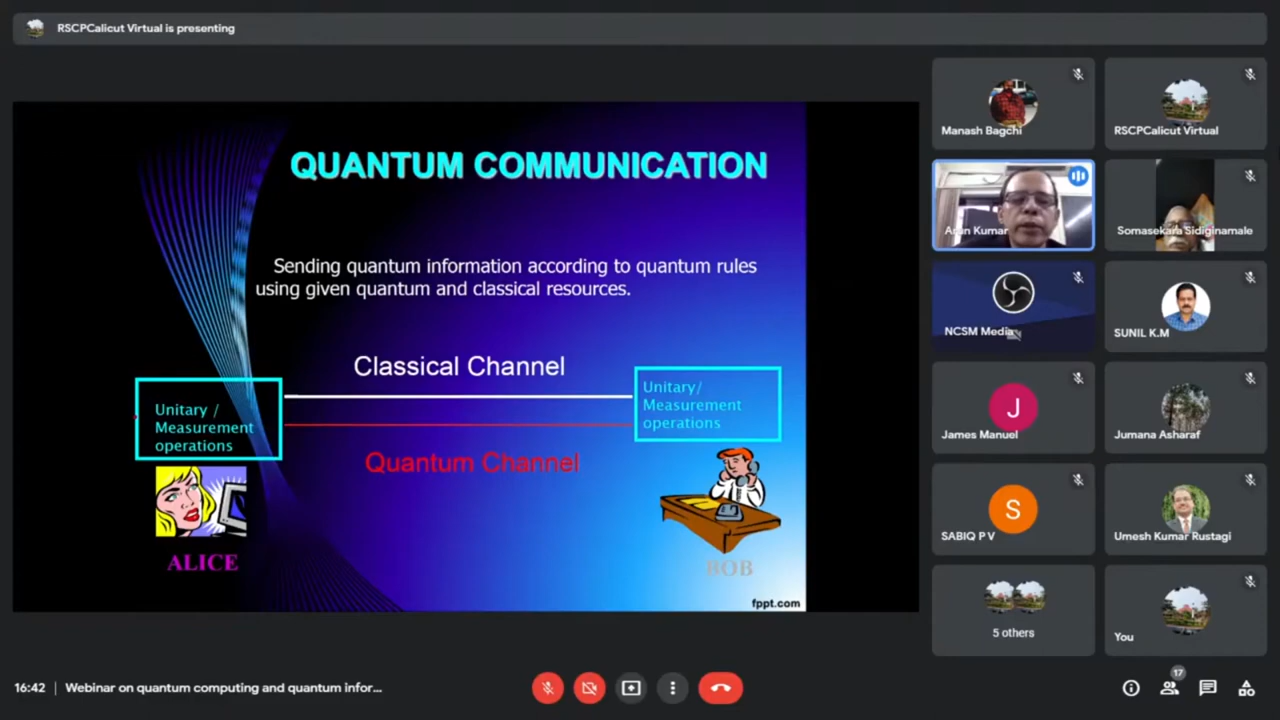 RSCPCalicut Virtual is presenting
QUANTUM COMMUNICATION
Sending quantum information according to quantum rules
using given quantum and classical resources.
Classical Channel
Unitary /
Measurement
operations
Unitary/
Measurement
operations
Quantum Channel
ALICE
BOB
fppt.com
Manash Bagchi
RSCPCalicut Virtual
Arun Kumar
Somasekara Sidiginamale
NCSM Media
SUNIL K.M
J
James Manuel
Jumana Asharaf
S
SABIQ P V
Umesh Kumar Rustagi
5 others
You
16:42 | Webinar on quantum computing and quantum infor...
17